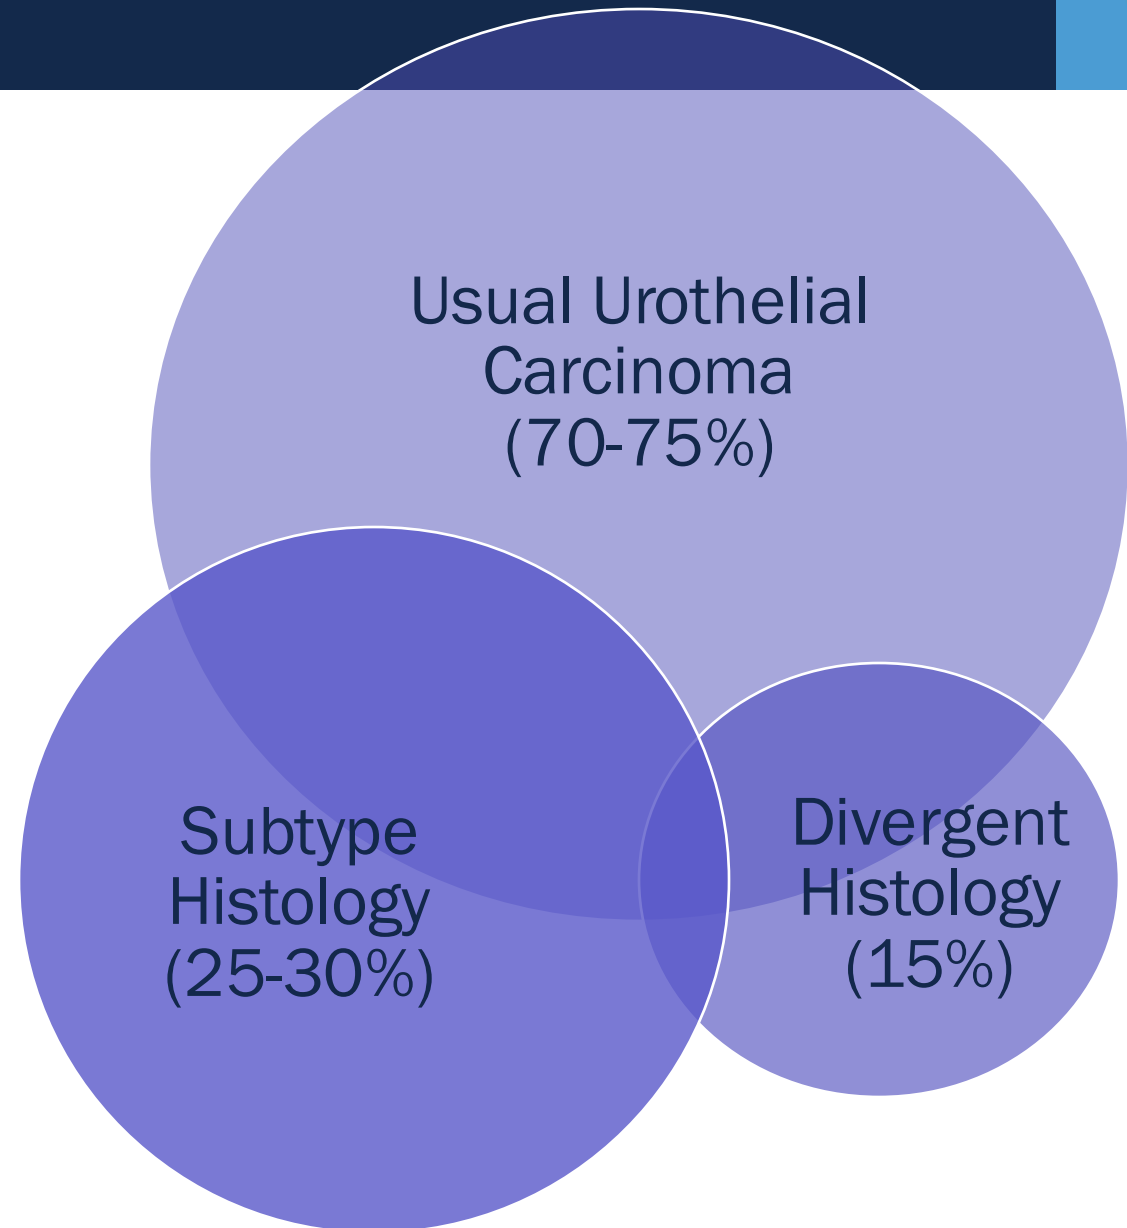 Usual Urothelial
Carcinoma
(70-75%)
Subtype
Histology
(25-30%)
Divergent
Histology
(15%)